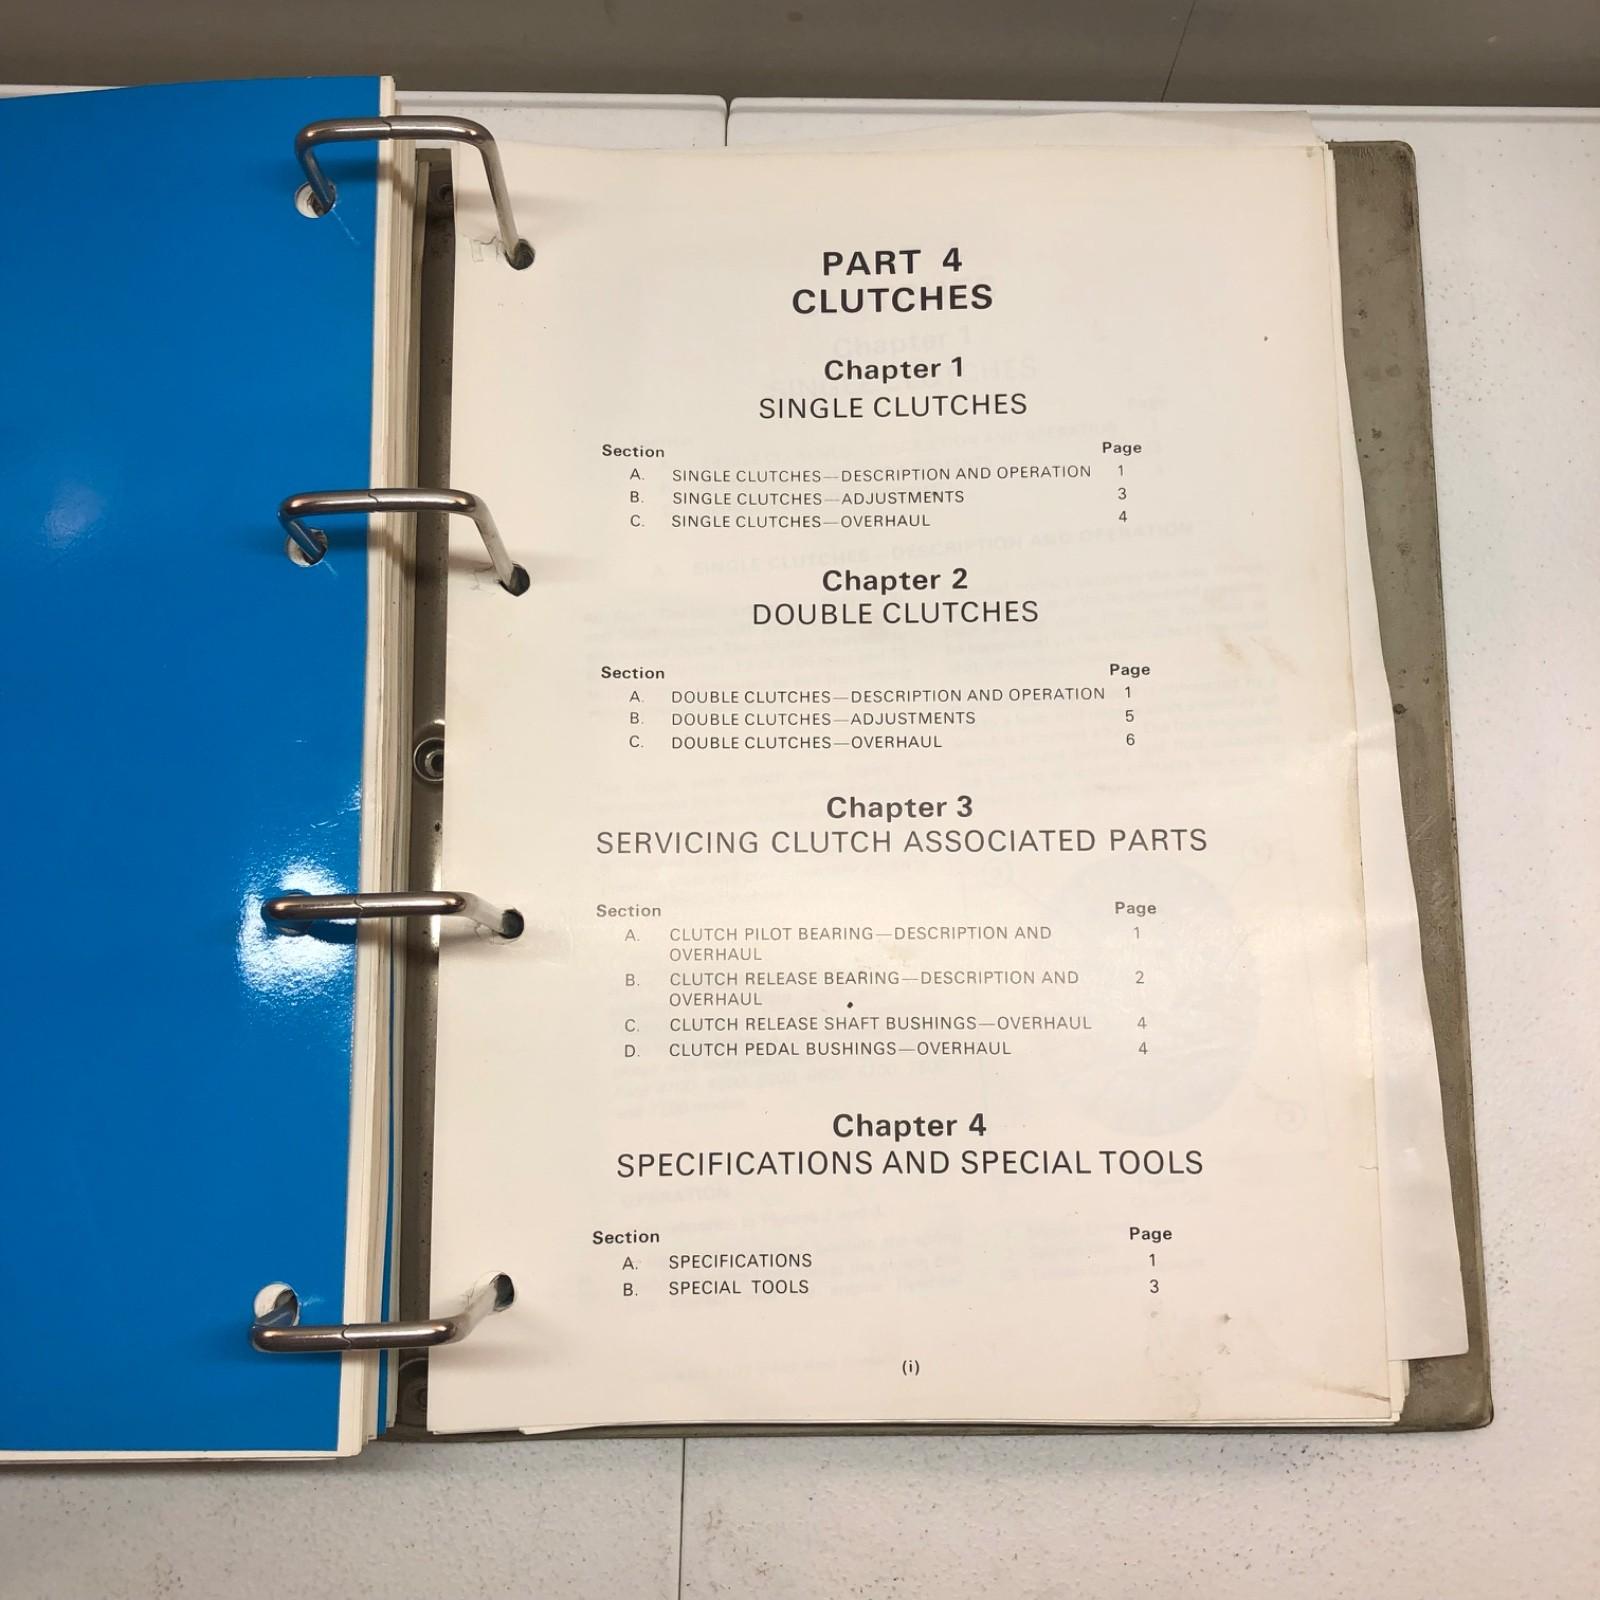 PART 4
CLUTCHES
Chapter 1
SINGLE CLUTCHES
Section Page
A. SINGLE CLUTCHES—DESCRIPTION AND OPERATION 1
B. SINGLE CLUTCHES—ADJUSTMENTS 3
C. SINGLE CLUTCHES—OVERHAUL 4
Chapter 2
DOUBLE CLUTCHES
Section Page
A. DOUBLE CLUTCHES—DESCRIPTION AND OPERATION 1
B. DOUBLE CLUTCHES—ADJUSTMENTS 5
C. DOUBLE CLUTCHES—OVERHAUL 6
Chapter 3
SERVICING CLUTCH ASSOCIATED PARTS
Section Page
A. CLUTCH PILOT BEARING—DESCRIPTION AND 1
OVERHAUL
B. CLUTCH RELEASE BEARING—DESCRIPTION AND 2
OVERHAUL
C. CLUTCH RELEASE SHAFT BUSHINGS—OVERHAUL 4
D. CLUTCH PEDAL BUSHINGS—OVERHAUL 4
Chapter 4
SPECIFICATIONS AND SPECIAL TOOLS
Section Page
A. SPECIFICATIONS 1
B. SPECIAL TOOLS 3
(i)